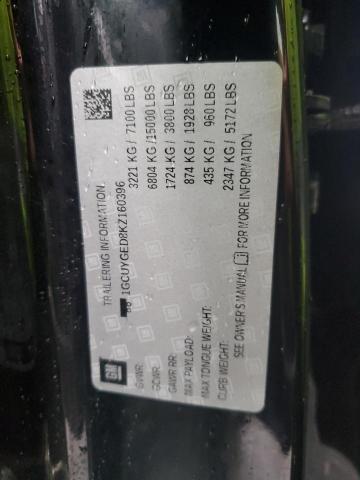 GM
TRAILERING INFORMATION:
1GCUYGED8KZ160396
GVWR: 3221 KG / 7100 LBS
GCWR: 6804 KG / 15000 LBS
GAWR RR: 1724 KG / 3800 LBS
MAX PAYLOAD: 874 KG / 1928 LBS
MAX TONGUE WEIGHT: 435 KG / 960 LBS
CURB WEIGHT: 2347 KG / 5172 LBS
SEE OWNER'S MANUAL FOR MORE INFORMATION